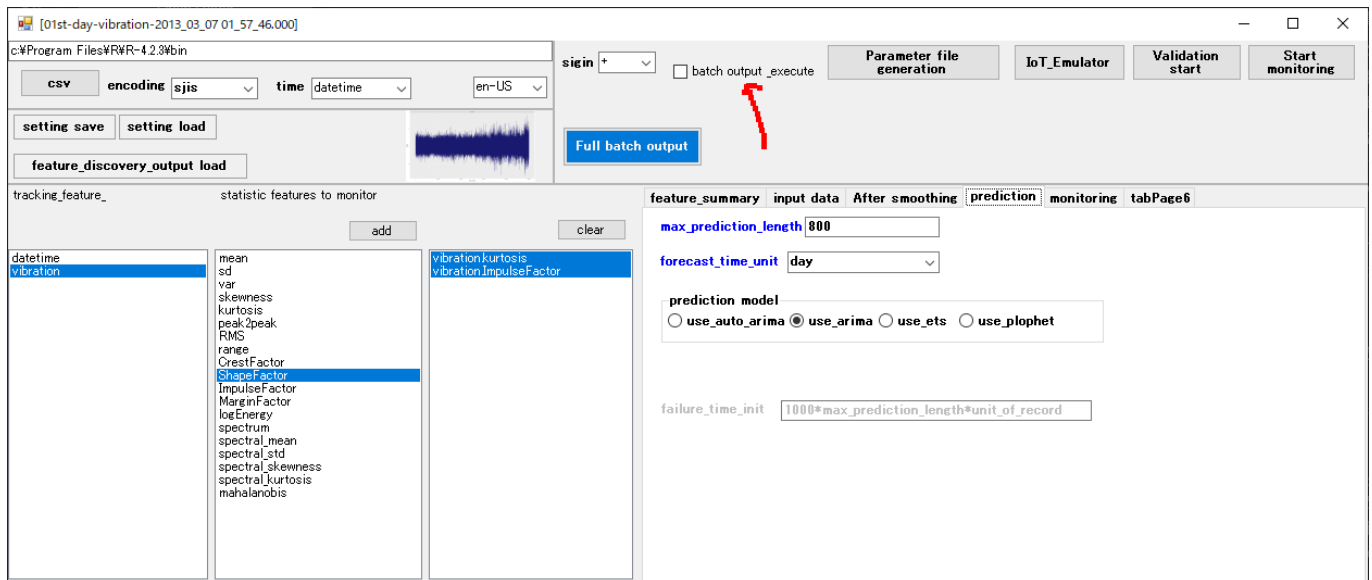 [01st-day-vibration-2013_03_07 01_57_46.000]
c:¥Program Files¥R¥R-4.2.3¥bin
csv
encoding
sjis
time
datetime
en-US
sigin
+
batch output _execute
Parameter file
generation
IoT_Emulator
Validation
start
Start
monitoring
setting save
setting load
feature_discovery_output load
Full batch output
tracking_feature_
statistic features to monitor
add
clear
datetime
vibration
mean
sd
var
skewness
kurtosis
peak2peak
RMS
range
CrestFactor
ShapeFactor
ImpulseFactor
MarginFactor
logEnergy
spectrum
spectral_mean
spectral_std
spectral_skewness
spectral_kurtosis
mahalanobis
vibration.kurtosis
vibration.ImpulseFactor
feature_summary
input data
After smoothing
prediction
monitoring
tabPage6
max_prediction_length
800
forecast_time_unit
day
prediction model
use_auto_arima
use_arima
use_ets
use_plophet
failure_time_init
1000*max_prediction_length*unit_of_record